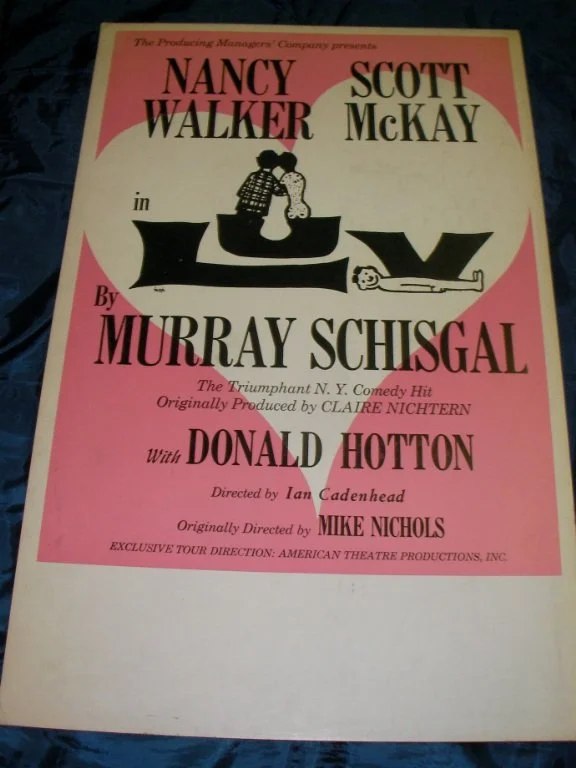 The Producing Managers' Company presents
NANCY SCOTT
WALKER McKAY
in
LUV
By
MURRAY SCHISGAL
The Triumphant N. Y. Comedy Hit
Originally Produced by CLAIRE NICHTERN
With DONALD HOTTON
Directed by Ian Cadenhead
Originally Directed by MIKE NICHOLS
EXCLUSIVE TOUR DIRECTION: AMERICAN THEATRE PRODUCTIONS, INC.